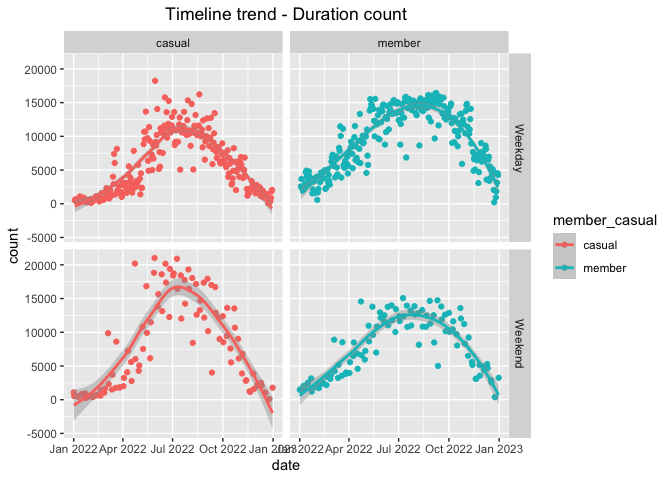 Timeline trend - Duration count
casual
member
20000
15000
10000
5000
0
-5000
Weekday
20000
15000
10000
5000
0
-5000
Weekend
count
Jan 2022 Apr 2022 Jul 2022 Oct 2022 Jan 2023
Jan 2022 Apr 2022 Jul 2022 Oct 2022 Jan 2023
date
member_casual
casual
member